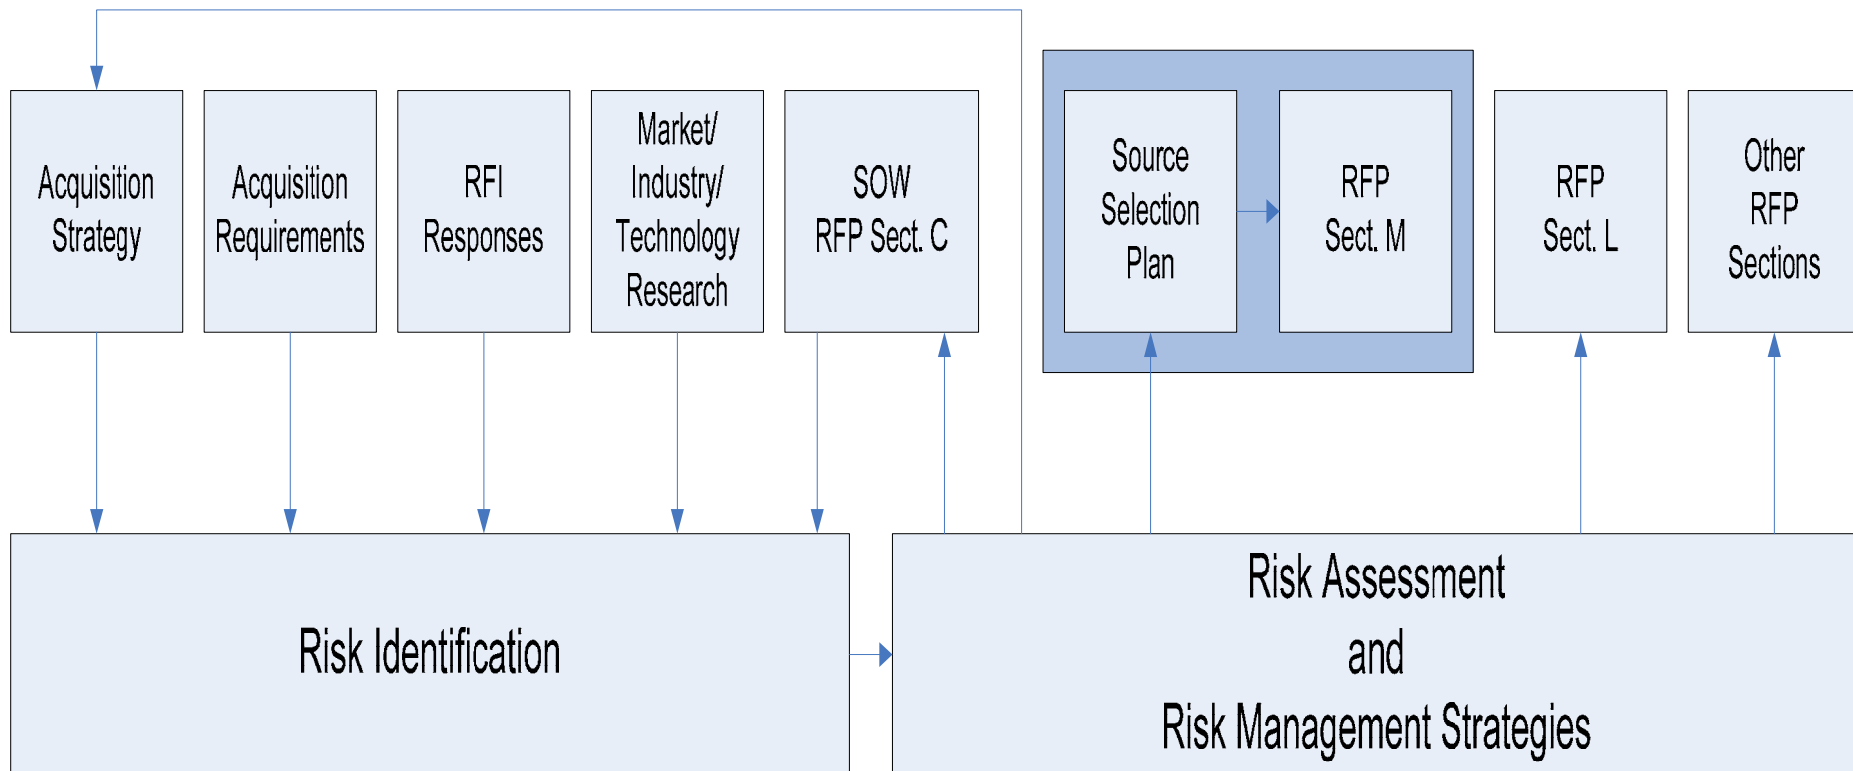 Acquisition
Strategy
Acquisition
Requirements
RFI
Responses
Market/
Industry/
Technology
Research
SOW
RFP Sect. C
Source
Selection
Plan
RFP
Sect. M
RFP
Sect. L
Other
RFP
Sections
Risk Identification
Risk Assessment
and
Risk Management Strategies